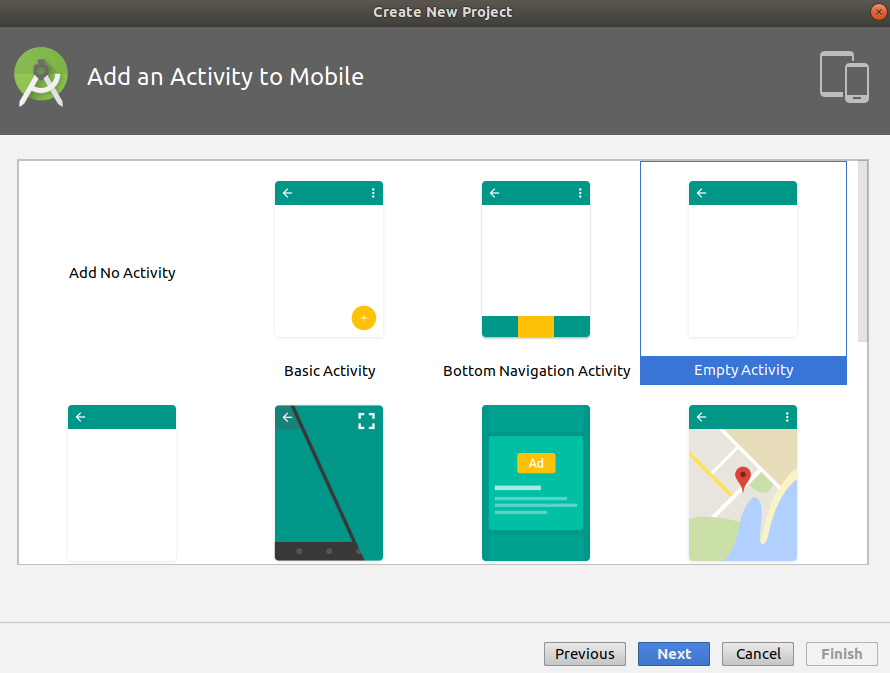 Create New Project
Add an Activity to Mobile
Add No Activity
Basic Activity
Bottom Navigation Activity
Empty Activity
Ad
Previous
Next
Cancel
Finish